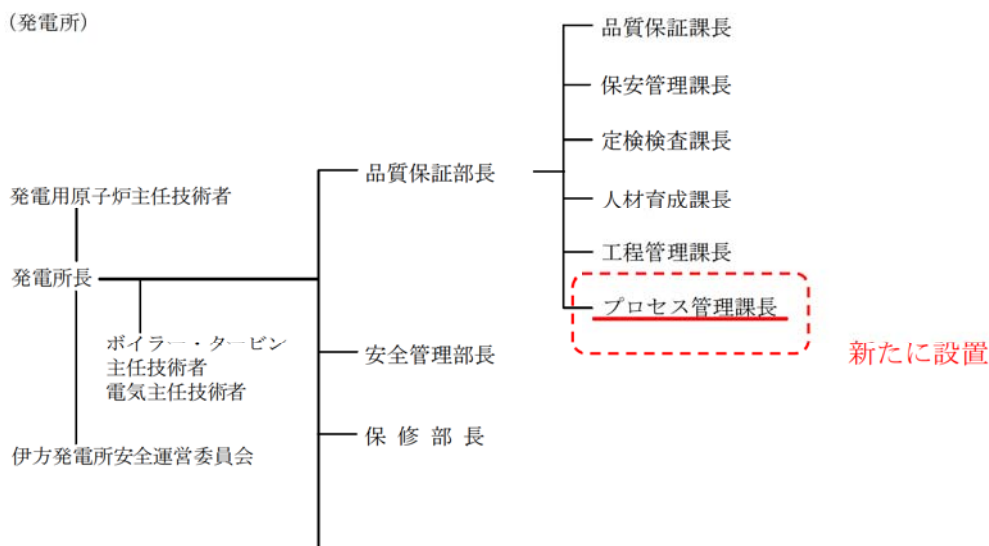 (発電所)
発電用原子炉主任技術者
発電所長
ボイラー・タービン
主任技術者
電気主任技術者
伊方発電所安全運営委員会
品質保証部長
安全管理部長
保修部長
品質保証課長
保安管理課長
定検検査課長
人材育成課長
工程管理課長
プロセス管理課長
新たに設置